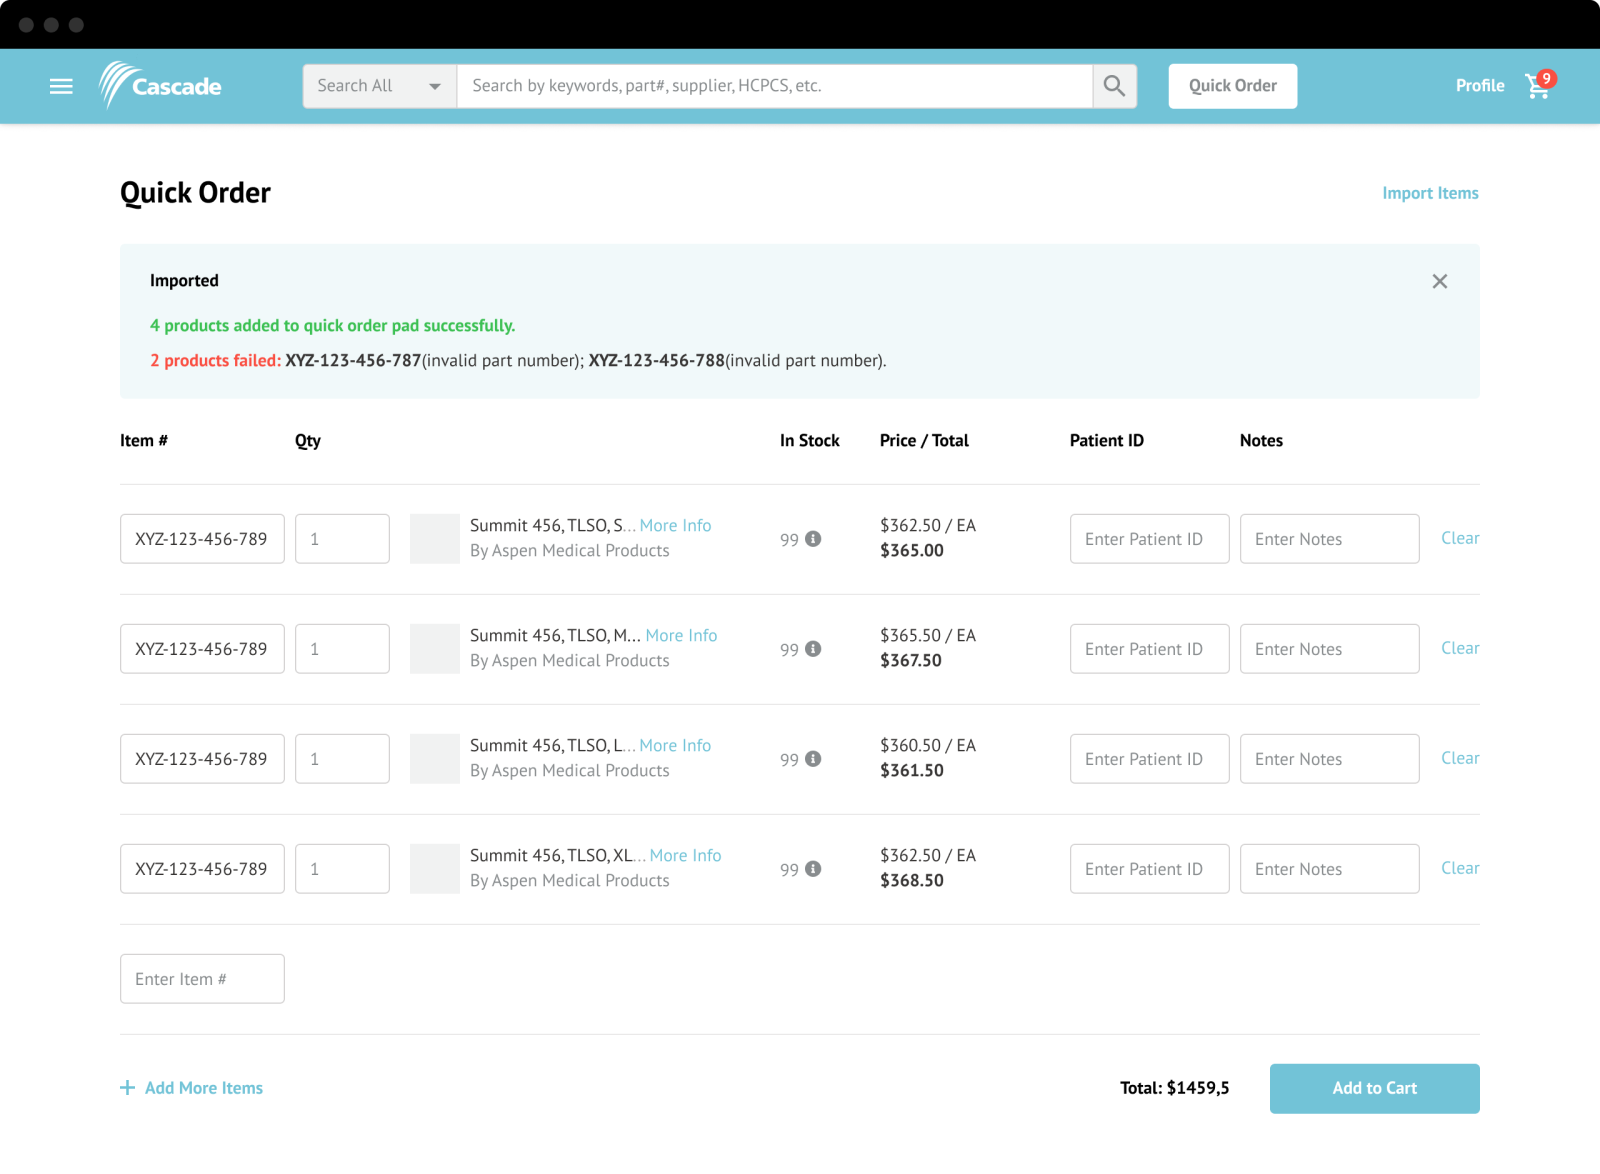 Cascade
Search All
Search by keywords, part#, supplier, HCPCS, etc.
Quick Order
Profile
9
Quick Order
Import Items
Imported
4 products added to quick order pad successfully.
2 products failed: XYZ-123-456-787(invalid part number); XYZ-123-456-788(invalid part number).
Item # Qty In Stock Price / Total Patient ID Notes
XYZ-123-456-789
1
Summit 456, TLSO, S... More Info
By Aspen Medical Products
99
$362.50 / EA
$365.00
Enter Patient ID
Enter Notes
Clear
XYZ-123-456-789
1
Summit 456, TLSO, M... More Info
By Aspen Medical Products
99
$365.50 / EA
$367.50
Enter Patient ID
Enter Notes
Clear
XYZ-123-456-789
1
Summit 456, TLSO, L... More Info
By Aspen Medical Products
99
$360.50 / EA
$361.50
Enter Patient ID
Enter Notes
Clear
XYZ-123-456-789
1
Summit 456, TLSO, XL... More Info
By Aspen Medical Products
99
$362.50 / EA
$368.50
Enter Patient ID
Enter Notes
Clear
Enter Item #
Add More Items
Total: $1459,5
Add to Cart